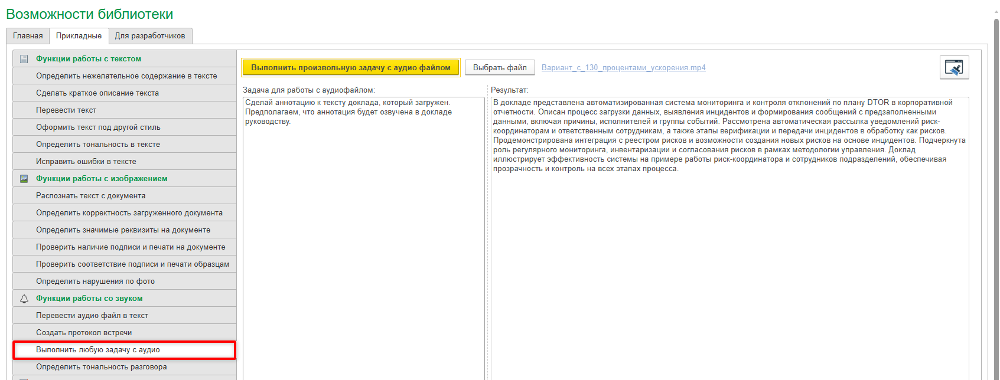 Возможности библиотеки
Главная
Прикладные
Для разработчиков
Функции работы с текстом
Определить нежелательное содержание в тексте
Сделать краткое описание текста
Перевести текст
Оформить текст под другой стиль
Определить тональность в тексте
Исправить ошибки в тексте
Функции работы с изображением
Распознать текст с документа
Определить корректность загруженного документа
Определить значимые реквизиты на документе
Проверить наличие подписи и печати на документе
Проверить соответствие подписи и печати образцам
Определить нарушения по фото
Функции работы со звуком
Перевести аудио файл в текст
Создать протокол встречи
Выполнить любую задачу с аудио
Определить тональность разговора
Выполнить произвольную задачу с аудио файлом
Выбрать файл
Вариант_с_130_процентами_ускорения.mp4
Задача для работы с аудиофайлом:
Сделай аннотацию к тексту доклада, который загружен.
Предполагаем, что аннотация будет озвучена в докладе
руководству.
Результат:
В докладе представлена автоматизированная система мониторинга и контроля отклонений по плану DTOR в корпоративной
отчетности. Описан процесс загрузки данных, выявления инцидентов и формирования сообщений с предзаполненными
данными, включая причины, исполнителей и группы событий. Рассмотрена автоматическая рассылка уведомлений риск-
координаторам и ответственным сотрудникам, а также этапы верификации и передачи инцидентов в обработку как рисков.
Продемонстрирована интеграция с реестром рисков и возможности создания новых рисков на основе инцидентов. Подчеркнута
роль регулярного мониторинга, инвентаризации и согласования рисков в рамках методологии управления. Доклад
иллюстрирует эффективность системы на примере работы риск-координатора и сотрудников подразделений, обеспечивая
прозрачность и контроль на всех этапах процесса.